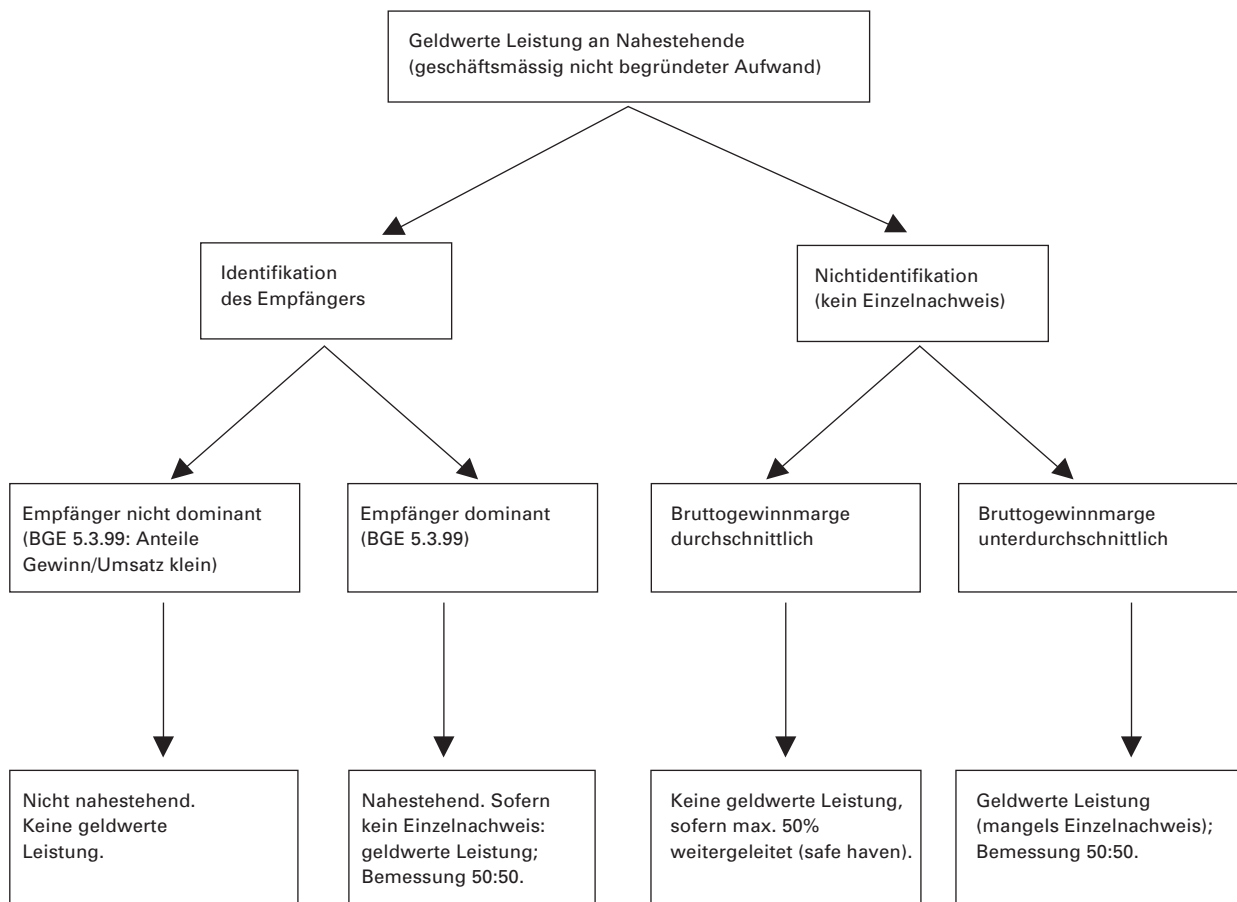 Geldwerte Leistung an Nahestehende
(geschäftsmässig nicht begründeter Aufwand)
Identifikation
des Empfängers
Nichtidentifikation
(kein Einzelnachweis)
Empfänger nicht dominant
(BGE 5.3.99: Anteile
Gewinn/Umsatz klein)
Empfänger dominant
(BGE 5.3.99)
Bruttogewinnmarge
durchschnittlich
Bruttogewinnmarge
unterdurchschnittlich
Nicht nahestehend.
Keine geldwerte
Leistung.
Nahestehend. Sofern
kein Einzelnachweis:
geldwerte Leistung;
Bemessung 50:50.
Keine geldwerte Leistung,
sofern max. 50%
weitergeleitet (safe haven).
Geldwerte Leistung
(mangels Einzelnachweis);
Bemessung 50:50.